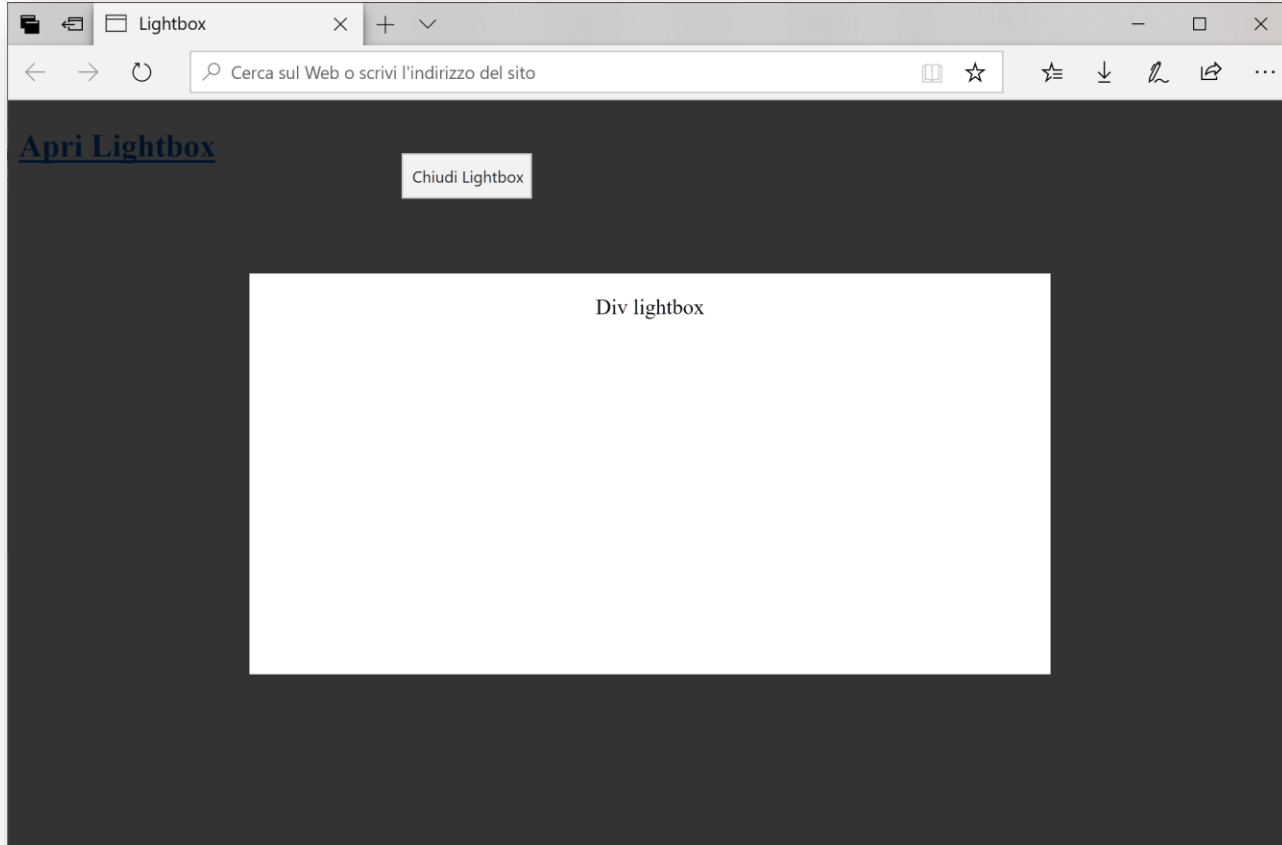 Lightbox
Cerca sul Web o scrivi l'indirizzo del sito
Apri Lightbox
Chiudi Lightbox
Div lightbox